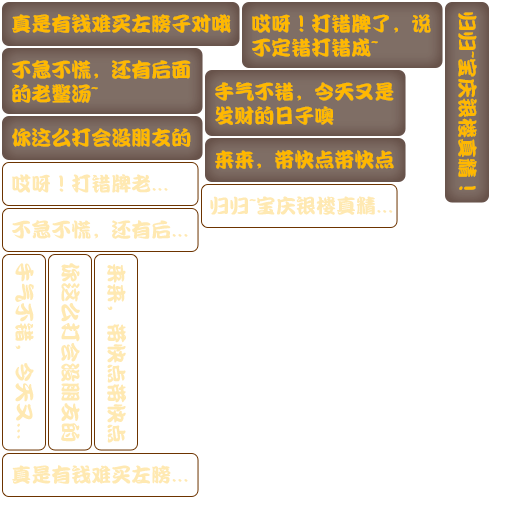 真是有钱难买左膀子对哦
哎呀！打错牌了，说
不定错打错成~
归归~宝庆银楼真精！
不急不慌，还有后面
的老鳖汤~
手气不错，今天又是
发财的日子噢
你这么打会没朋友的
来来，带快点带快点
哎呀！打错牌老...
归归~宝庆银楼真精...
不急不慌，还有后...
手气不错，今天又...
你这么打会没朋友的
来来，带快点带快点
真是有钱难买左膀...